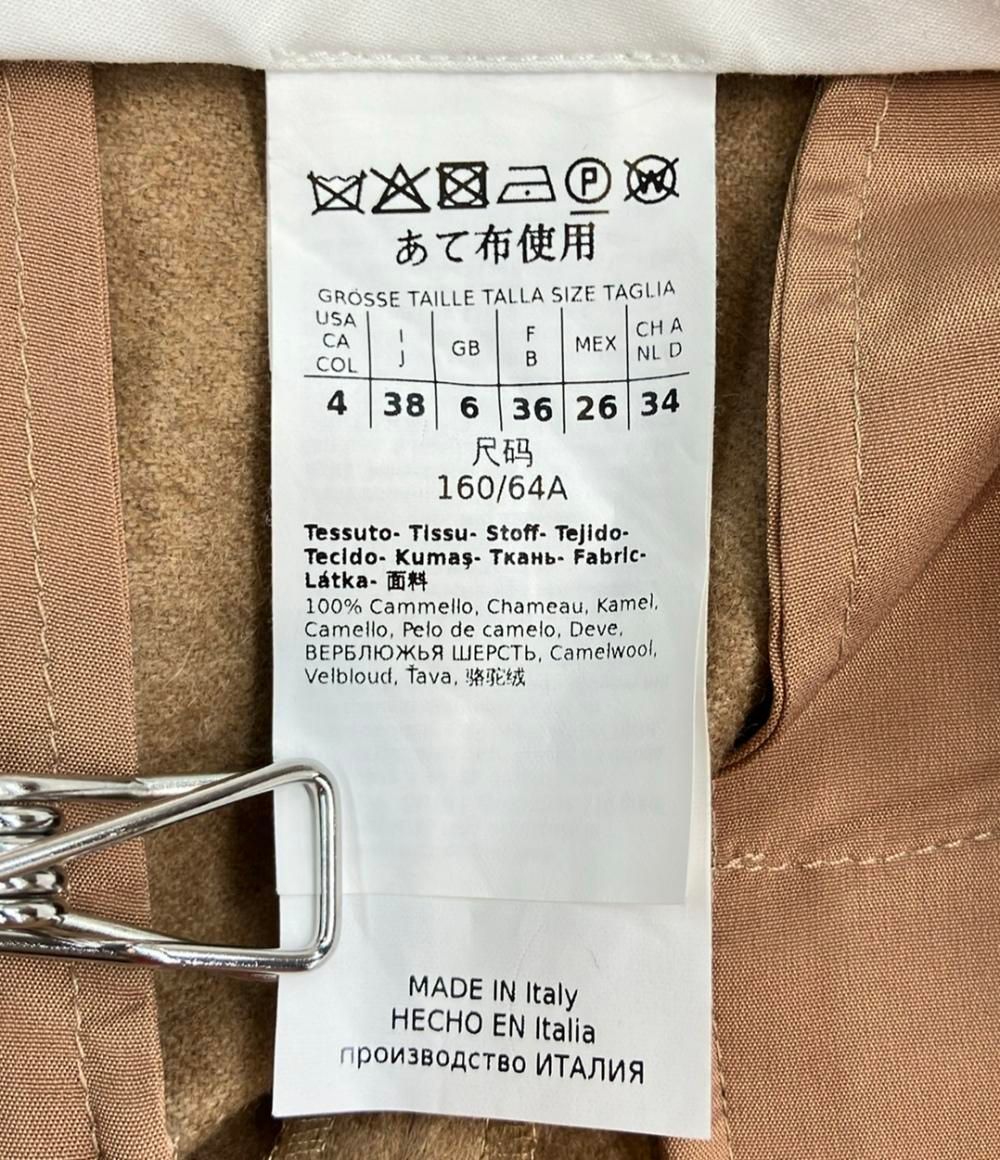 P W
あて布使用
GRÖSSE TAILLE TALLA SIZE TAGLIA
USA CA COL I J GB F B MEX CH A NL D
4 38 6 36 26 34
尺码
160/64A
Tessuto- Tissu- Stoff- Tejido-
Tecido- Kumaş- Ткань- Fabric-
Látka- 面料
100% Cammello, Chameau, Kamel,
Camello, Pelo de camelo, Deve,
ВЕРБЛЮЖЬЯ ШЕРСТЬ, Camelwool,
Velbloud, Ťava, 骆驼绒
MADE IN Italy
HECHO EN Italia
производство ИТАЛИЯ